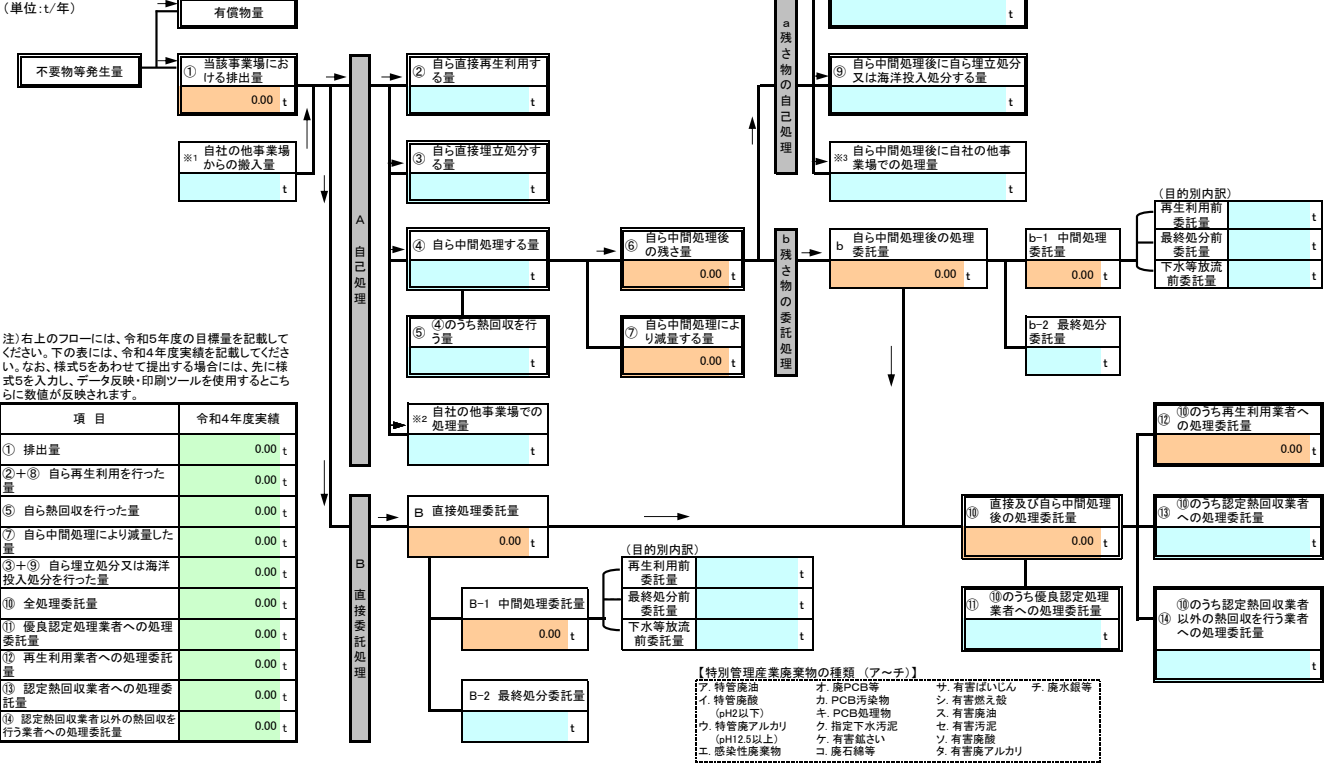 (単位:t/年)
有償物量
t
不要物等発生量
① 当該事業場にお
ける排出量
0.00 t
※1 自社の他事業場
からの搬入量
t
A
自
己
処
理
② 自ら直接再生利用す
る量
t
③ 自ら直接埋立処分す
る量
t
④ 自ら中間処理する量
t
⑤ ④のうち熱回収を行
う量
t
※2 自社の他事業場での
処理量
t
⑥ 自ら中間処理後
の残さ量
0.00 t
⑦ 自ら中間処理によ
り減量する量
0.00 t
a
残
さ
物
の
自
己
処
理
⑨ 自ら中間処理後に自ら埋立処分
又は海洋投入処分する量
t
※3 自ら中間処理後に自社の他事
業場での処理量
t
b
残
さ
物
の
委
託
処
理
b 自ら中間処理後の処理
委託量
0.00 t
b-1 中間処理
委託量
0.00 t
(目的別内訳)
再生利用前
委託量 t
最終処分前
委託量 t
下水等放流
前委託量 t
b-2 最終処分
委託量
t
注)右上のフローには、令和5年度の目標量を記載して
ください。下の表には、令和4年度実績を記載してくださ
い。なお、様式5をあわせて提出する場合には、先に様
式5を入力し、データ反映・印刷ツールを使用するとこち
らに数値が反映されます。
項 目 令和4年度実績
① 排出量 0.00 t
②+⑧ 自ら再生利用を行った
量 0.00 t
⑤ 自ら熱回収を行った量 0.00 t
⑦ 自ら中間処理により減量した
量 0.00 t
③+⑨ 自ら埋立処分又は海洋
投入処分を行った量 0.00 t
⑩ 全処理委託量 0.00 t
⑪ 優良認定処理業者への処理
委託量 0.00 t
⑫ 再生利用業者への処理委託
量 0.00 t
⑬ 認定熱回収業者への処理委
託量 0.00 t
⑭ 認定熱回収業者以外の熱回収を
行う業者への処理委託量 0.00 t
B
直
接
委
託
処
理
B 直接処理委託量
0.00 t
B-1 中間処理委託量
0.00 t
(目的別内訳)
再生利用前
委託量 t
最終処分前
委託量 t
下水等放流
前委託量 t
B-2 最終処分委託量
t
⑩ 直接及び自ら中間処理
後の処理委託量
0.00 t
⑪ ⑩のうち優良認定処理
業者への処理委託量
t
⑫ ⑩のうち再生利用業者へ
の処理委託量
0.00 t
⑬ ⑩のうち認定熱回収業者
への処理委託量
t
⑭ ⑩のうち認定熱回収業者
以外の熱回収を行う業者
への処理委託量
t
【特別管理産業廃棄物の種類 (ア~チ)】
ア. 特管廃油 オ. 廃PCB等 サ. 有害ばいじん チ. 廃水銀等
イ. 特管廃酸 カ. PCB汚染物 シ. 有害燃え殻
(pH2以下) キ. PCB処理物 ス. 有害廃油
ウ. 特管廃アルカリ ク. 指定下水汚泥 セ. 有害汚泥
(pH12.5以上) ケ. 有害鉱さい ソ. 有害廃酸
エ. 感染性廃棄物 コ. 廃石綿等 タ. 有害廃アルカリ